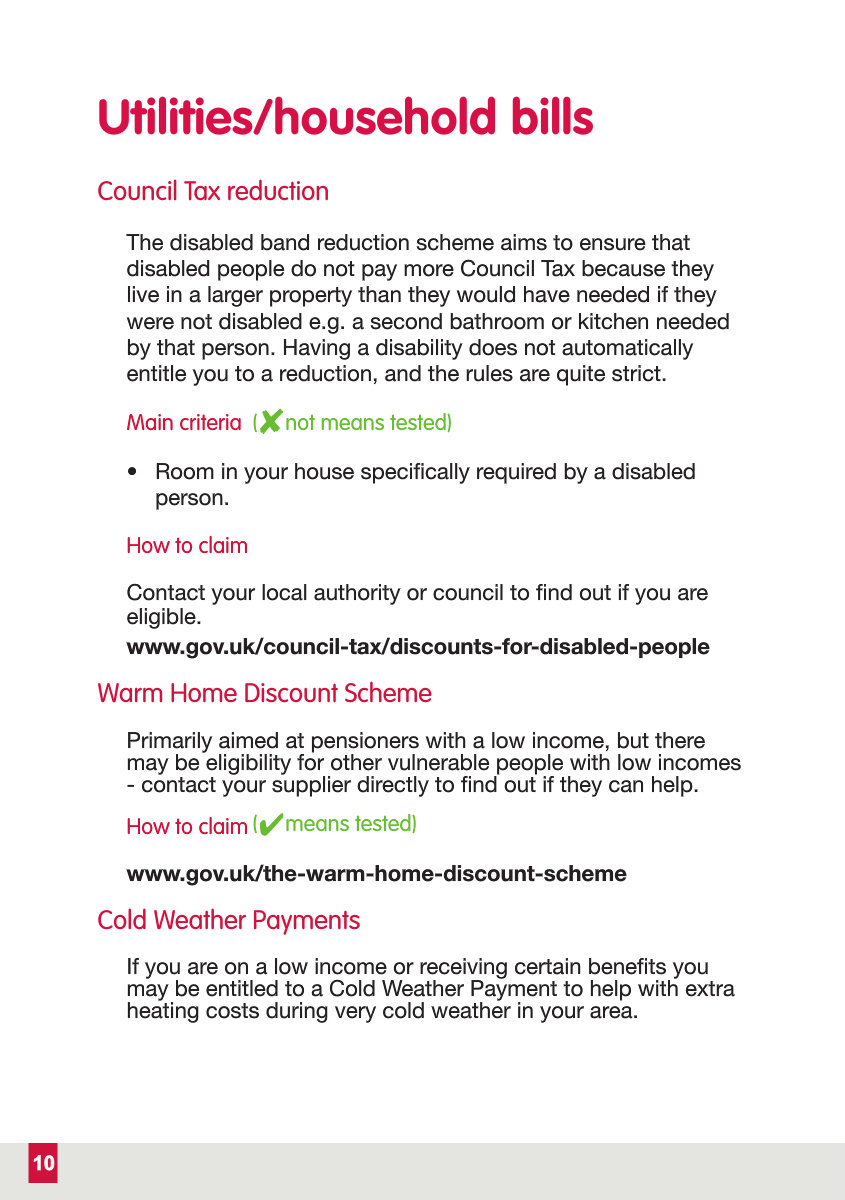 Utilities/household bills
Council Tax reduction
The disabled band reduction scheme aims to ensure that
disabled people do not pay more Council Tax because they
live in a larger property than they would have needed if they
were not disabled e.g. a second bathroom or kitchen needed
by that person. Having a disability does not automatically
entitle you to a reduction, and the rules are quite strict.
Main criteria (✘not means tested)
• Room in your house specifically required by a disabled
person.
How to claim
Contact your local authority or council to find out if you are
eligible.
www.gov.uk/council-tax/discounts-for-disabled-people
Warm Home Discount Scheme
Primarily aimed at pensioners with a low income, but there
may be eligibility for other vulnerable people with low incomes
- contact your supplier directly to find out if they can help.
How to claim (✔means tested)
www.gov.uk/the-warm-home-discount-scheme
Cold Weather Payments
If you are on a low income or receiving certain benefits you
may be entitled to a Cold Weather Payment to help with extra
heating costs during very cold weather in your area.
10